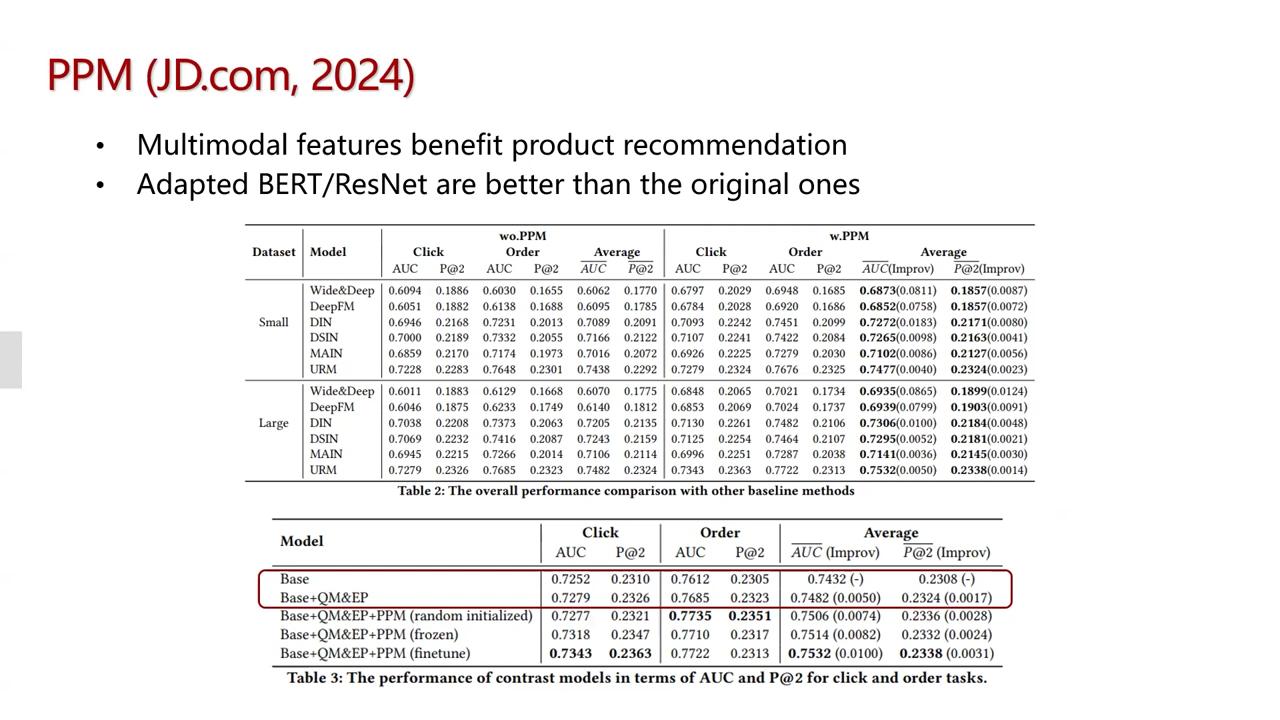 PPM (JD.com, 2024)
• Multimodal features benefit product recommendation
• Adapted BERT/ResNet are better than the original ones
wo.PPM w.PPM
Dataset Model Click Order Average Click Order Average
AUC P@2 AUC P@2 AUC P@2 AUC P@2 AUC P@2 AUC(Improv) P@2(Improv)
Wide&Deep 0.6094 0.1886 0.6030 0.1655 0.6062 0.1770 0.6797 0.2029 0.6948 0.1685 0.6873(0.0811) 0.1857(0.0087)
DeepFM 0.6051 0.1882 0.6138 0.1688 0.6095 0.1785 0.6784 0.2028 0.6920 0.1686 0.6852(0.0758) 0.1857(0.0072)
Small DIN 0.6946 0.2168 0.7231 0.2013 0.7089 0.2091 0.7093 0.2242 0.7451 0.2099 0.7272(0.0183) 0.2171(0.0080)
DSIN 0.7000 0.2189 0.7332 0.2055 0.7166 0.2122 0.7107 0.2241 0.7422 0.2084 0.7265(0.0098) 0.2163(0.0041)
MAIN 0.6859 0.2170 0.7174 0.1973 0.7016 0.2072 0.6926 0.2225 0.7279 0.2030 0.7102(0.0086) 0.2127(0.0056)
URM 0.7228 0.2283 0.7648 0.2301 0.7438 0.2292 0.7279 0.2324 0.7676 0.2325 0.7477(0.0040) 0.2324(0.0023)
Wide&Deep 0.6011 0.1883 0.6129 0.1668 0.6070 0.1775 0.6848 0.2065 0.7021 0.1734 0.6935(0.0865) 0.1899(0.0124)
DeepFM 0.6046 0.1875 0.6233 0.1749 0.6140 0.1812 0.6853 0.2069 0.7024 0.1737 0.6939(0.0799) 0.1903(0.0091)
Large DIN 0.7038 0.2208 0.7373 0.2063 0.7205 0.2135 0.7130 0.2261 0.7482 0.2106 0.7306(0.0100) 0.2184(0.0048)
DSIN 0.7069 0.2232 0.7416 0.2087 0.7243 0.2159 0.7125 0.2254 0.7464 0.2107 0.7295(0.0052) 0.2181(0.0021)
MAIN 0.6945 0.2215 0.7266 0.2014 0.7106 0.2114 0.6996 0.2251 0.7287 0.2038 0.7141(0.0036) 0.2145(0.0030)
URM 0.7279 0.2326 0.7685 0.2323 0.7482 0.2324 0.7343 0.2363 0.7722 0.2313 0.7532(0.0050) 0.2338(0.0014)
Table 2: The overall performance comparison with other baseline methods
Model Click Order Average
AUC P@2 AUC P@2 AUC (Improv) P@2 (Improv)
Base 0.7252 0.2310 0.7612 0.2305 0.7432 (-) 0.2308 (-)
Base+QM&EP 0.7279 0.2326 0.7685 0.2323 0.7482 (0.0050) 0.2324 (0.0017)
Base+QM&EP+PPM (random initialized) 0.7277 0.2321 0.7735 0.2351 0.7506 (0.0074) 0.2336 (0.0028)
Base+QM&EP+PPM (frozen) 0.7318 0.2347 0.7710 0.2317 0.7514 (0.0082) 0.2332 (0.0024)
Base+QM&EP+PPM (finetune) 0.7343 0.2363 0.7722 0.2313 0.7532 (0.0100) 0.2338 (0.0031)
Table 3: The performance of contrast models in terms of AUC and P@2 for click and order tasks.